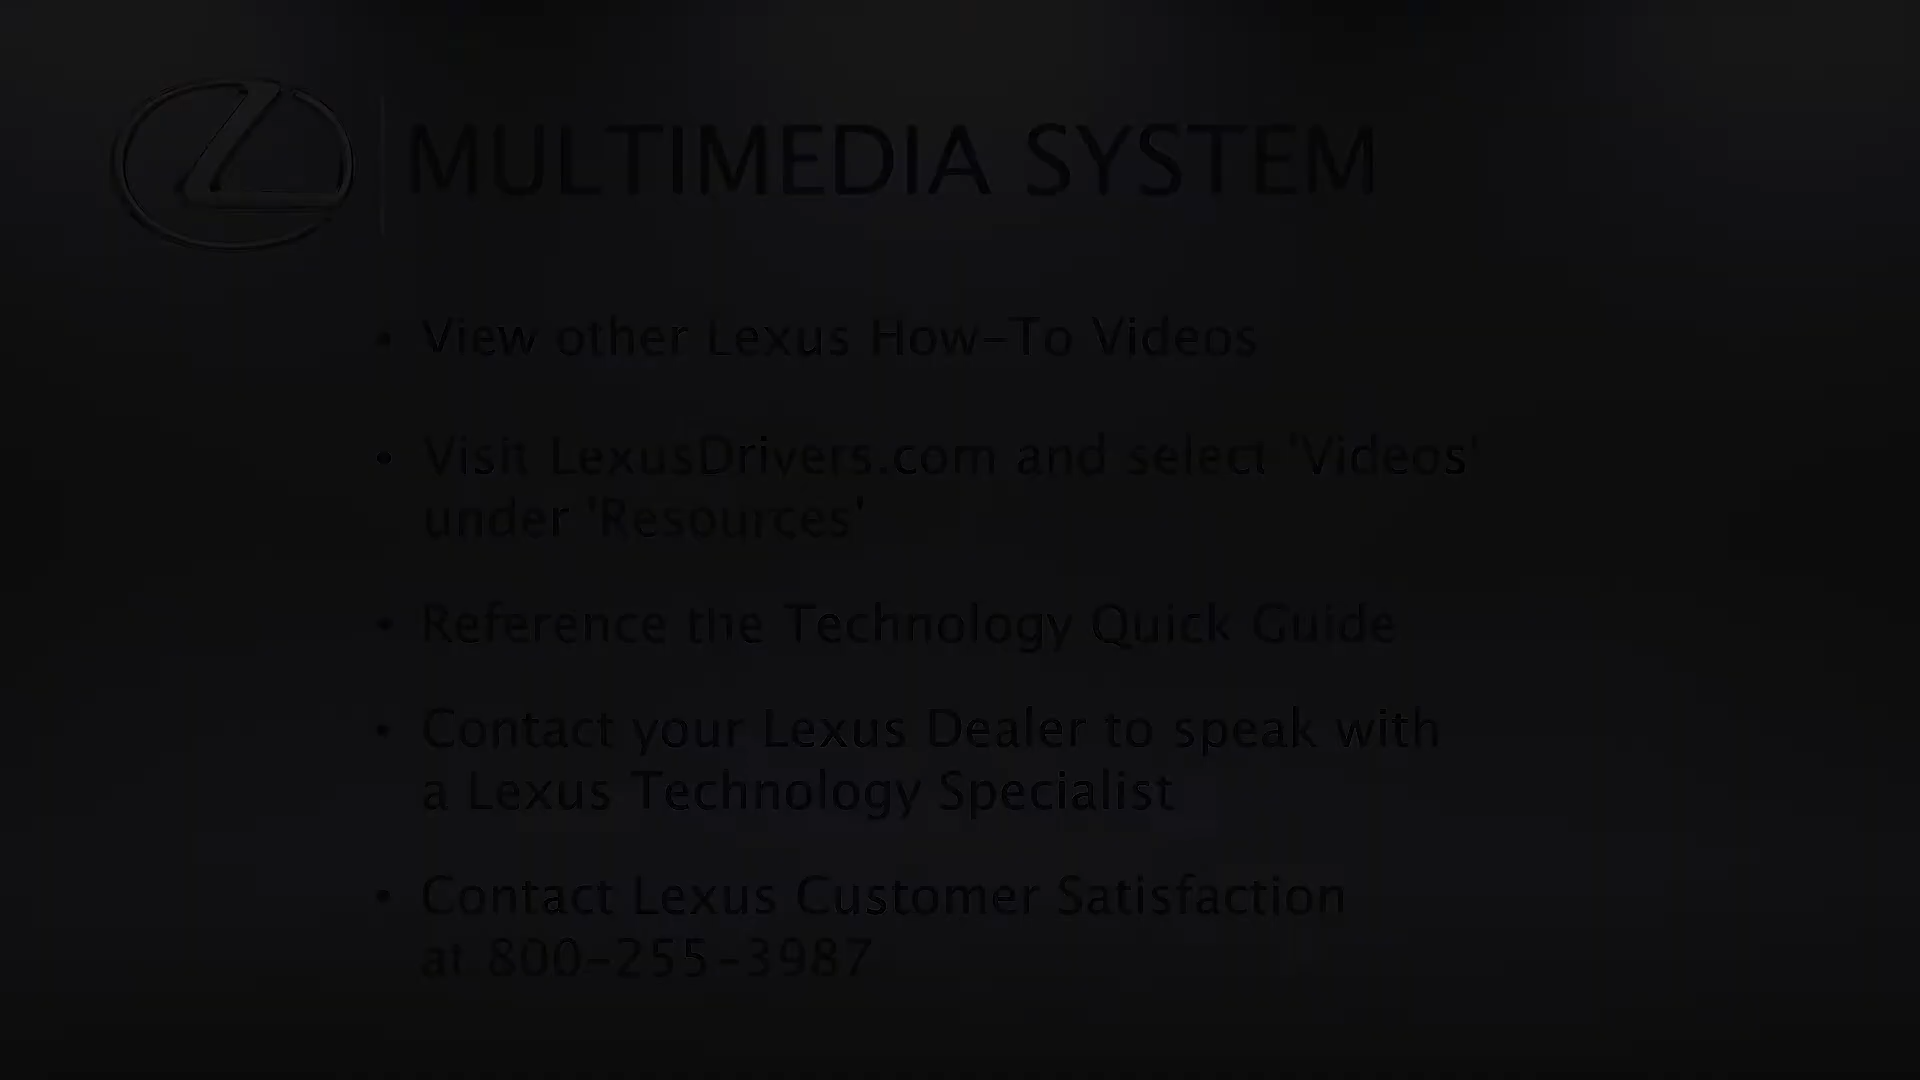 MULTIMEDIA SYSTEM
• View other Lexus How-To Videos
• Visit LexusDrivers.com and select 'Videos'
under 'Resources'
• Reference the Technology Quick Guide
• Contact your Lexus Dealer to speak with
a Lexus Technology Specialist
• Contact Lexus Customer Satisfaction
at 800-255-3987